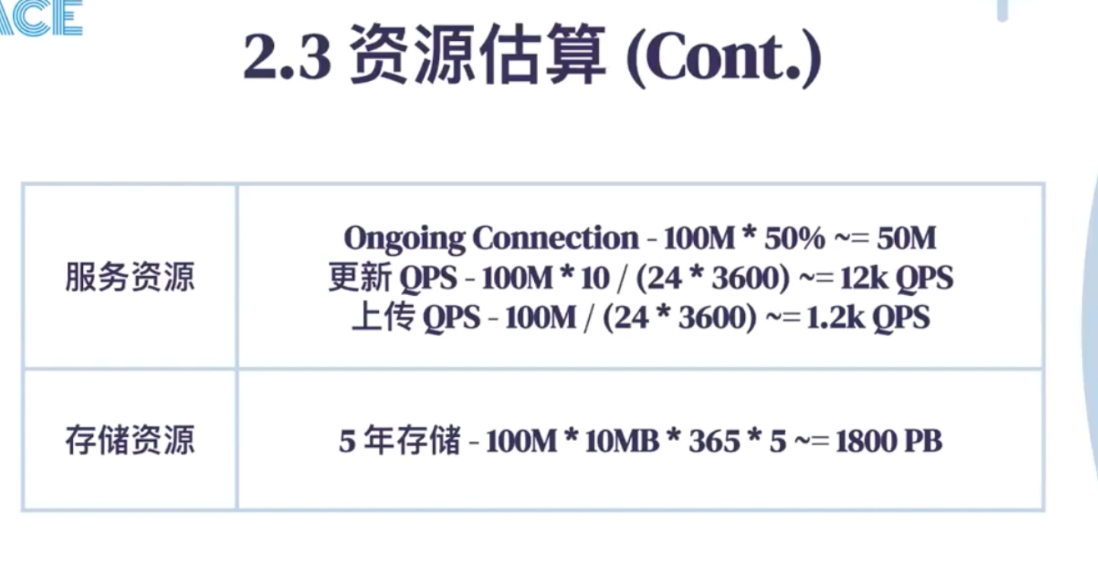 ACE
2.3 资源估算 (Cont.)
服务资源
Ongoing Connection - 100M * 50% ~= 50M
更新 QPS - 100M * 10 / (24 * 3600) ~= 12k QPS
上传 QPS - 100M / (24 * 3600) ~= 1.2k QPS
存储资源
5 年存储 - 100M * 10MB * 365 * 5 ~= 1800 PB